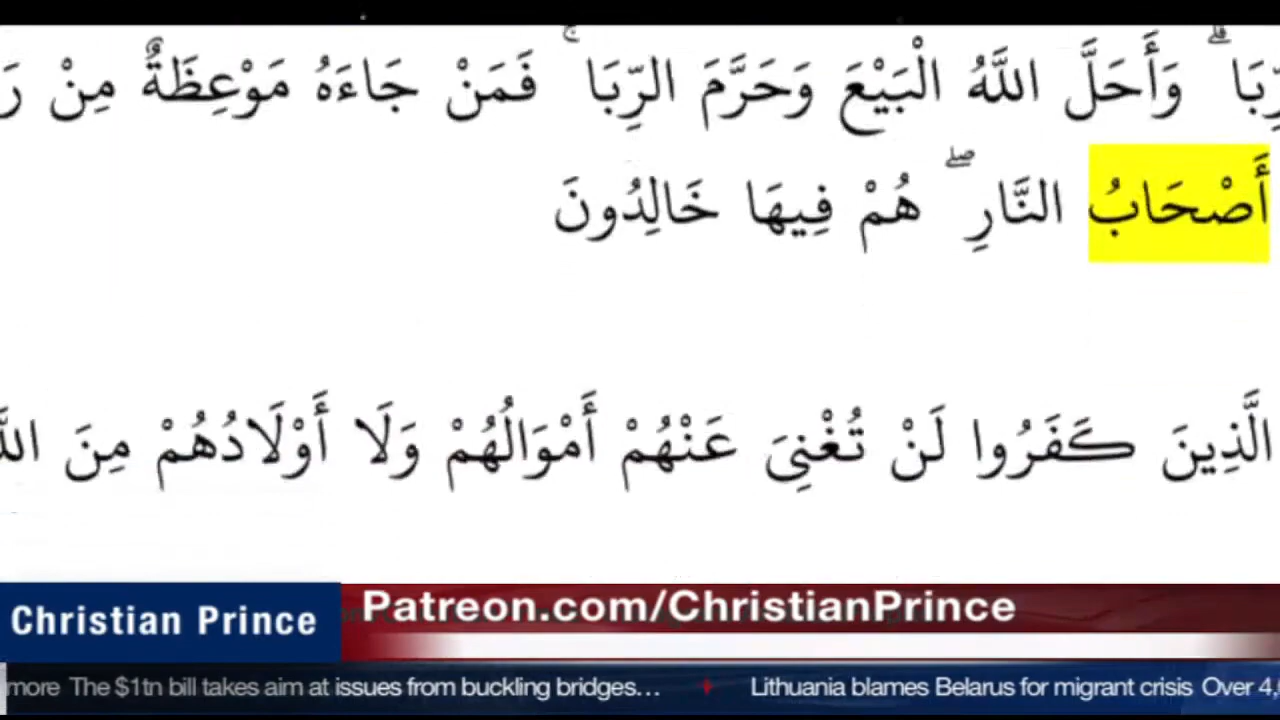 وَأَحَلَّ اللَّهُ الْبَيْعَ وَحَرَّمَ الرِّبَا ۚ فَمَنْ جَاءَهُ مَوْعِظَةٌ مِنْ
أَصْحَابُ النَّارِ ۖ هُمْ فِيهَا خَالِدُونَ
الَّذِينَ كَفَرُوا لَنْ تُغْنِيَ عَنْهُمْ أَمْوَالُهُمْ وَلَا أَوْلَادُهُمْ مِنَ
Christian Prince
Patreon.com/ChristianPrince
more The $1tn bill takes aim at issues from buckling bridges... Lithuania blames Belarus for migrant crisis Over 4,